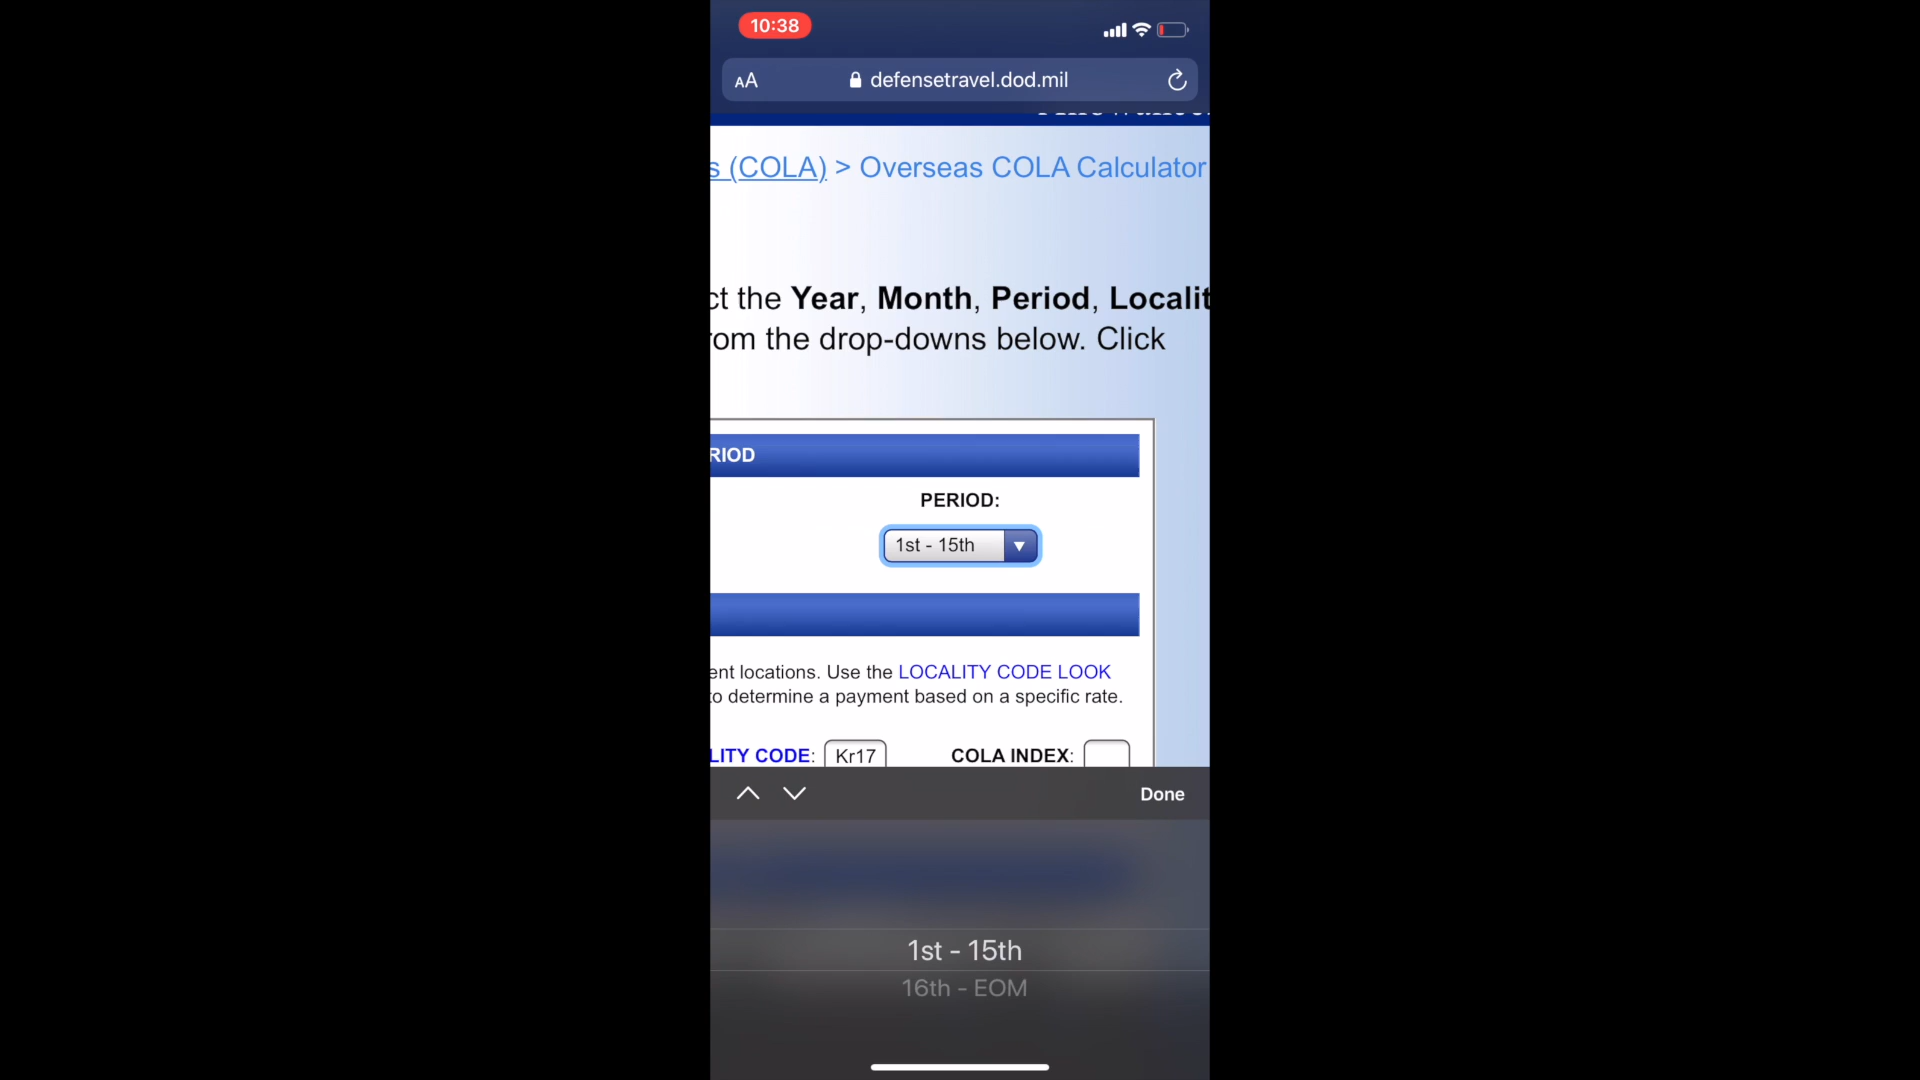 10:38
AA defensetravel.dod.mil
s (COLA) > Overseas COLA Calculator
ct the Year, Month, Period, Localit
om the drop-downs below. Click
RIOD
PERIOD:
1st - 15th
ent locations. Use the LOCALITY CODE LOOK
to determine a payment based on a specific rate.
LITY CODE: Kr17 COLA INDEX:
Done
1st - 15th
16th - EOM